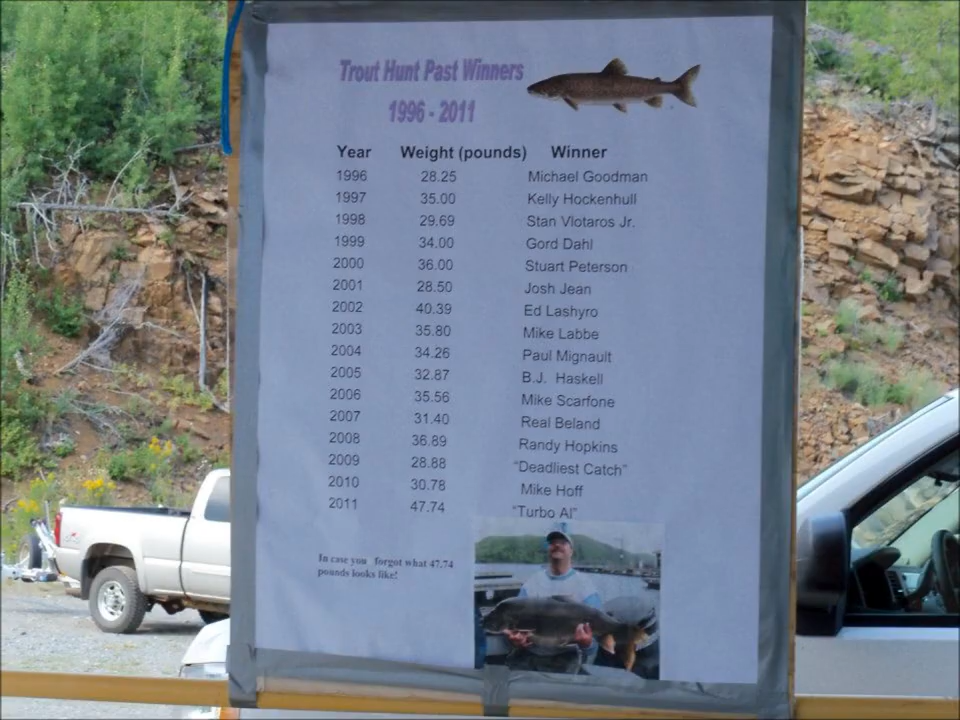 Trout Hunt Past Winners
1996 - 2011
Year Weight (pounds) Winner
1996 28.25 Michael Goodman
1997 35.00 Kelly Hockenhull
1998 29.69 Stan Vlotaros Jr.
1999 34.00 Gord Dahl
2000 36.00 Stuart Peterson
2001 28.50 Josh Jean
2002 40.39 Ed Lashyro
2003 35.80 Mike Labbe
2004 34.26 Paul Mignault
2005 32.87 B.J. Haskell
2006 35.56 Mike Scarfone
2007 31.40 Real Beland
2008 36.89 Randy Hopkins
2009 28.88 "Deadliest Catch"
2010 30.78 Mike Hoff
2011 47.74 "Turbo Al"
In case you forgot what 47.74
pounds looks like!